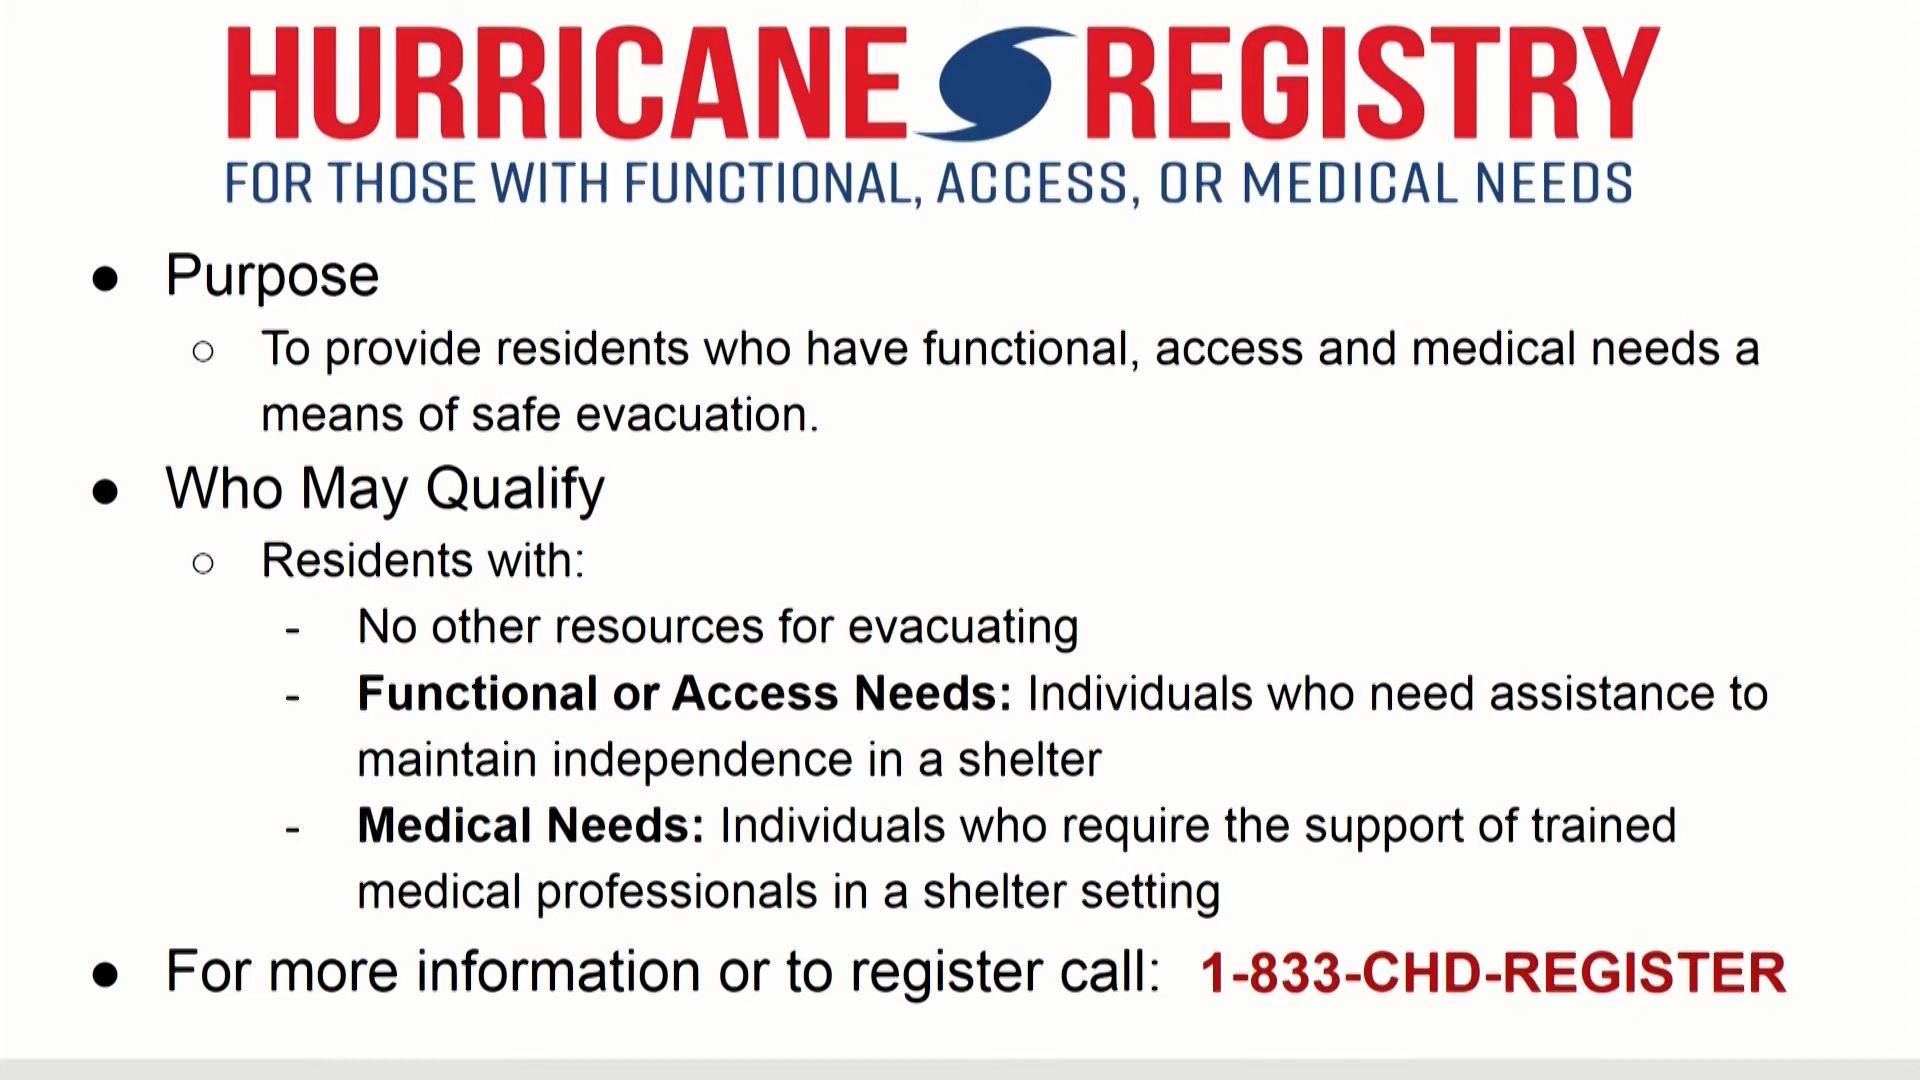 HURRICANE REGISTRY
FOR THOSE WITH FUNCTIONAL, ACCESS, OR MEDICAL NEEDS
● Purpose
○ To provide residents who have functional, access and medical needs a
means of safe evacuation.
● Who May Qualify
○ Residents with:
- No other resources for evacuating
- Functional or Access Needs: Individuals who need assistance to
maintain independence in a shelter
- Medical Needs: Individuals who require the support of trained
medical professionals in a shelter setting
● For more information or to register call: 1-833-CHD-REGISTER